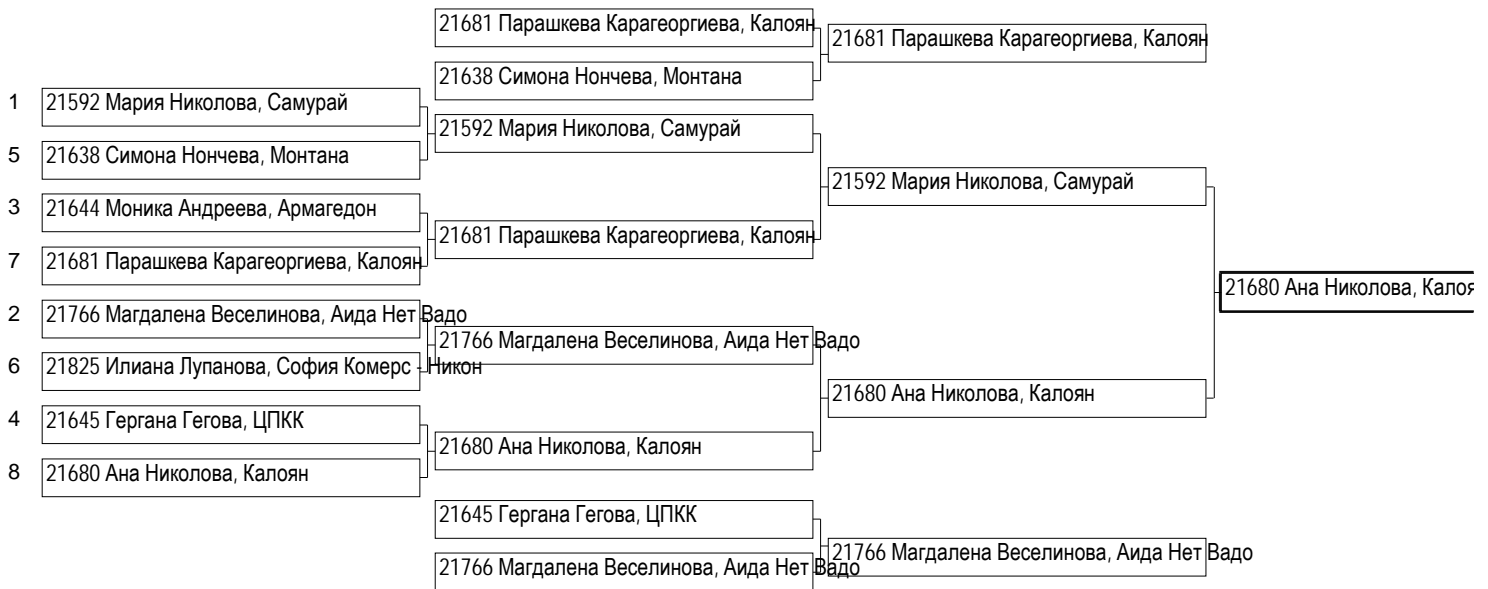 21681 Парашкева Карагеоргиева, Калоян
21681 Парашкева Карагеоргиева, Калоян
21638 Симона Нончева, Монтана
1 21592 Мария Николова, Самурай
21592 Мария Николова, Самурай
5 21638 Симона Нончева, Монтана
21592 Мария Николова, Самурай
3 21644 Моника Андреева, Армагедон
21681 Парашкева Карагеоргиева, Калоян
7 21681 Парашкева Карагеоргиева, Калоян
21680 Ана Николова, Калоя
2 21766 Магдалена Веселинова, Аида Нет Вадо
21766 Магдалена Веселинова, Аида Нет Вадо
6 21825 Илиана Лупанова, София Комерс - Никон
21680 Ана Николова, Калоян
4 21645 Гергана Гегова, ЦПКК
21680 Ана Николова, Калоян
8 21680 Ана Николова, Калоян
21645 Гергана Гегова, ЦПКК
21766 Магдалена Веселинова, Аида Нет Вадо
21766 Магдалена Веселинова, Аида Нет Вадо